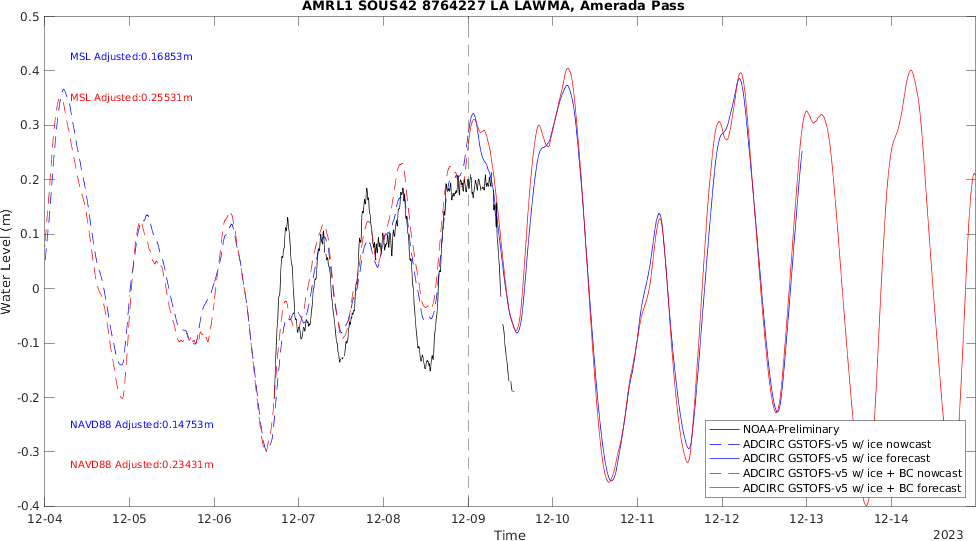 AMRL1 SOUS42 8764227 LA LAWMA, Amerada Pass
0.5
0.4
0.3
0.2
0.1
0
-0.1
-0.2
-0.3
-0.4
Water Level (m)
MSL Adjusted:0.16853m
MSL Adjusted:0.25531m
NAVD88 Adjusted:0.14753m
NAVD88 Adjusted:0.23431m
NOAA-Preliminary
ADCIRC GSTOFS-v5 w/ ice nowcast
ADCIRC GSTOFS-v5 w/ ice forecast
ADCIRC GSTOFS-v5 w/ ice + BC nowcast
ADCIRC GSTOFS-v5 w/ ice + BC forecast
12-04 12-05 12-06 12-07 12-08 12-09 12-10 12-11 12-12 12-13 12-14
Time
2023